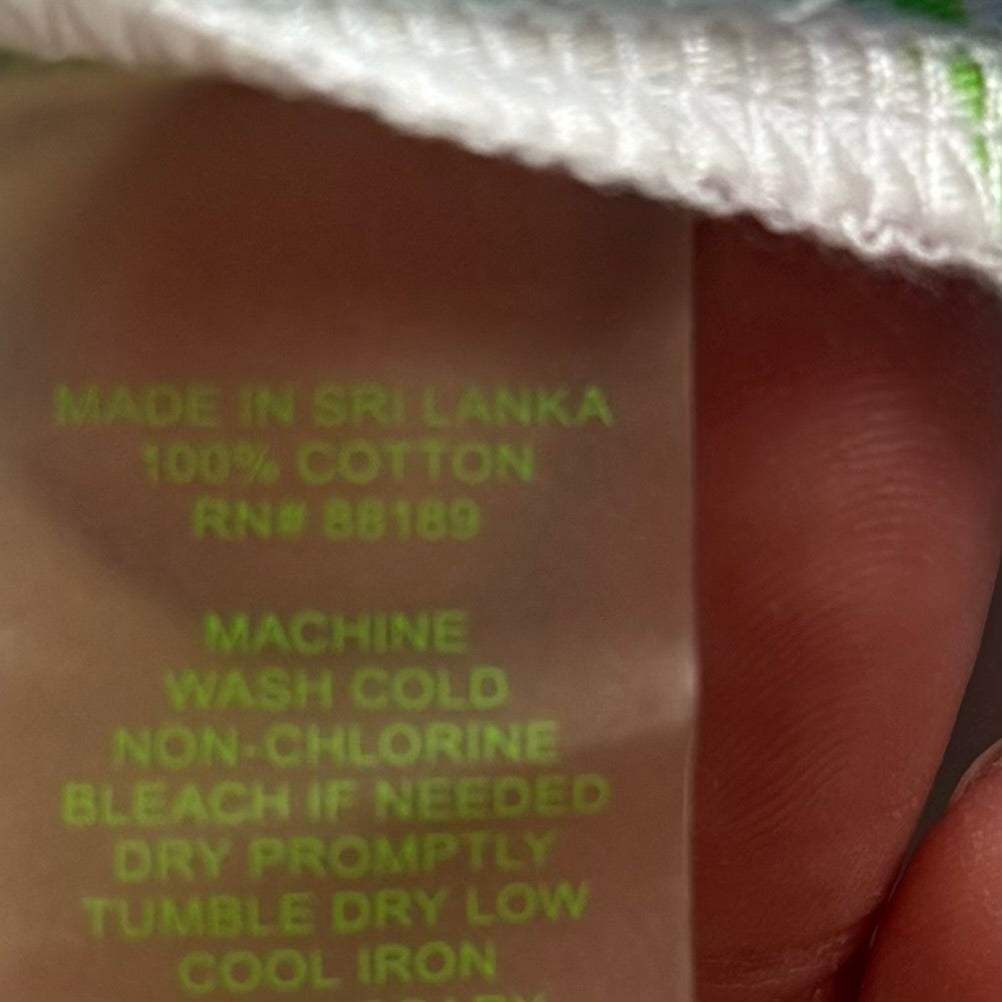 MADE IN SRI LANKA
100% COTTON
RN# 88189
MACHINE
WASH COLD
NON-CHLORINE
BLEACH IF NEEDED
DRY PROMPTLY
TUMBLE DRY LOW
COOL IRON